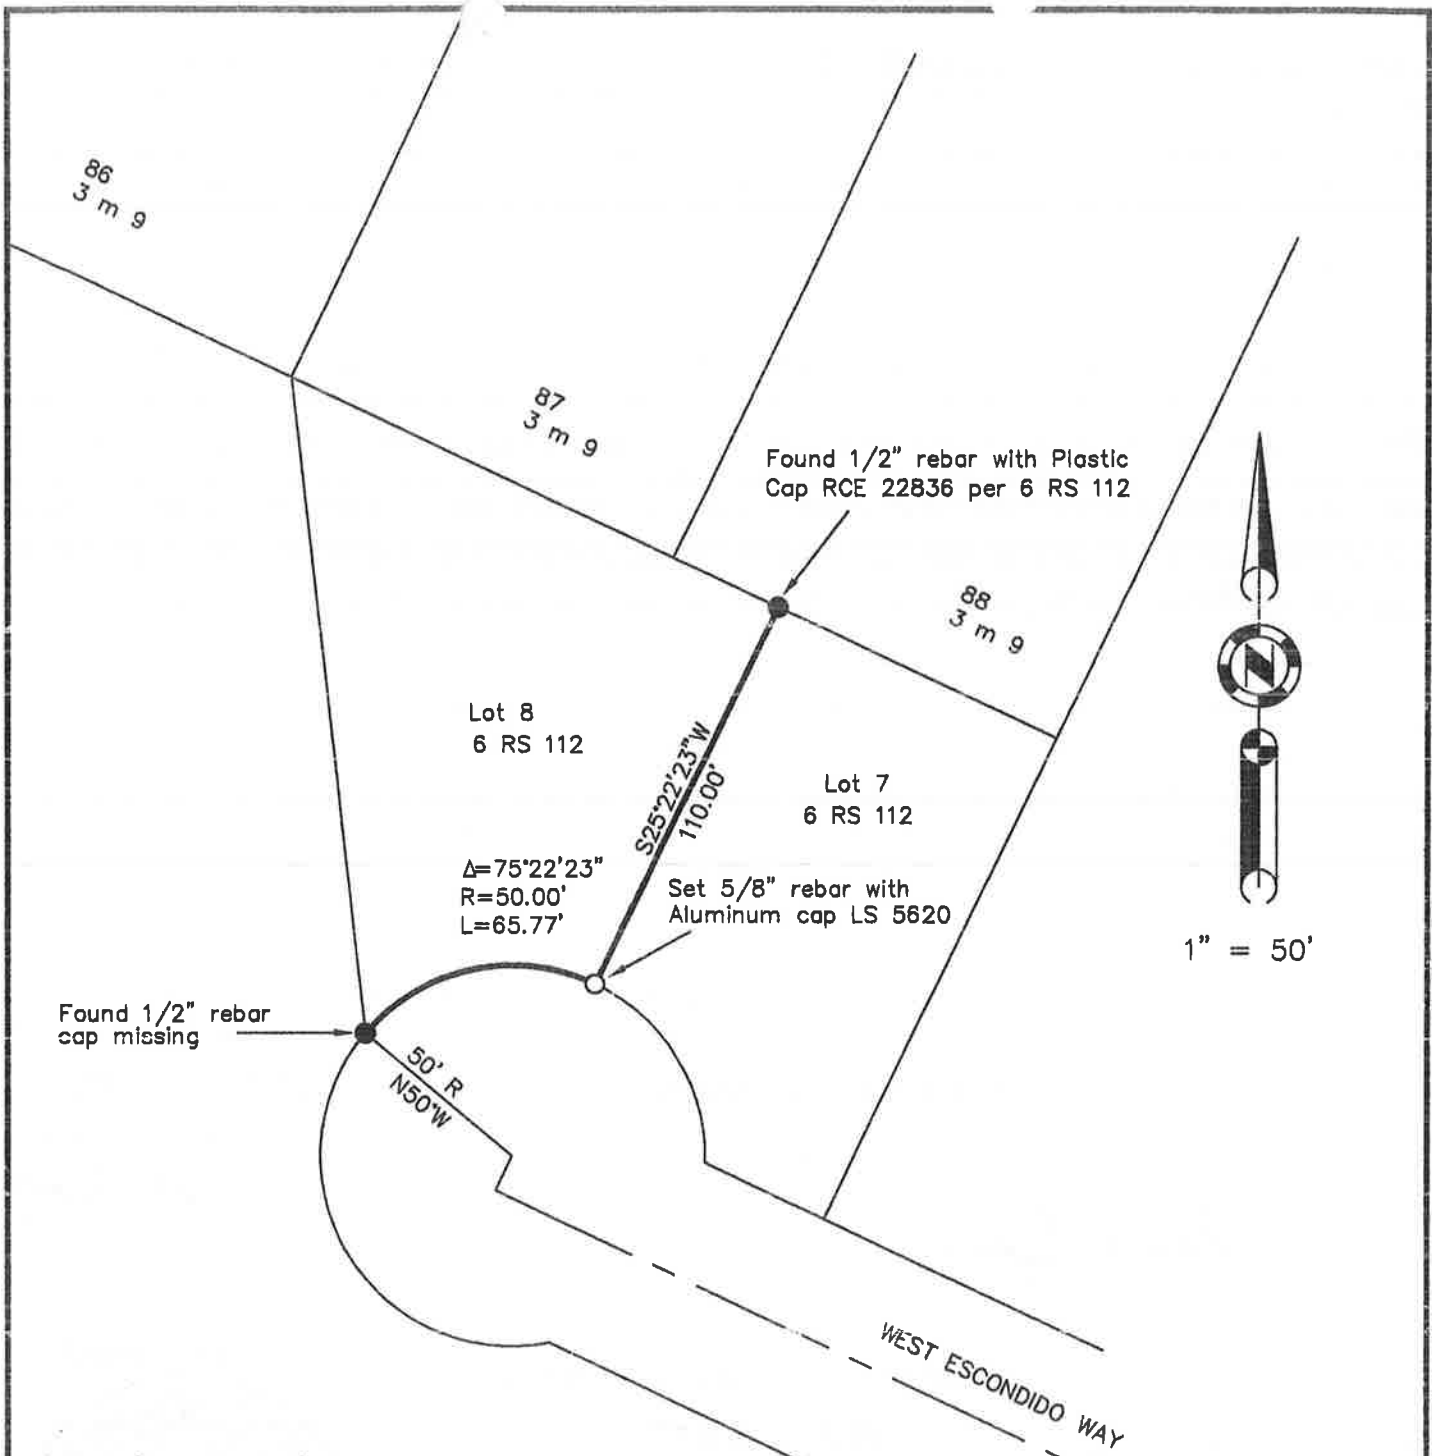 86
3 m 9
87
3 m 9
Found 1/2" rebar with Plastic
Cap RCE 22836 per 6 RS 112
88
3 m 9
N
Lot 8
6 RS 112
S25°22'23"W
110.00'
Lot 7
6 RS 112
Δ=75°22'23"
R=50.00'
L=65.77'
Set 5/8" rebar with
Aluminum cap LS 5620
1" = 50'
Found 1/2" rebar
cap missing
50' R
N50°W
WEST ESCONDIDO WAY